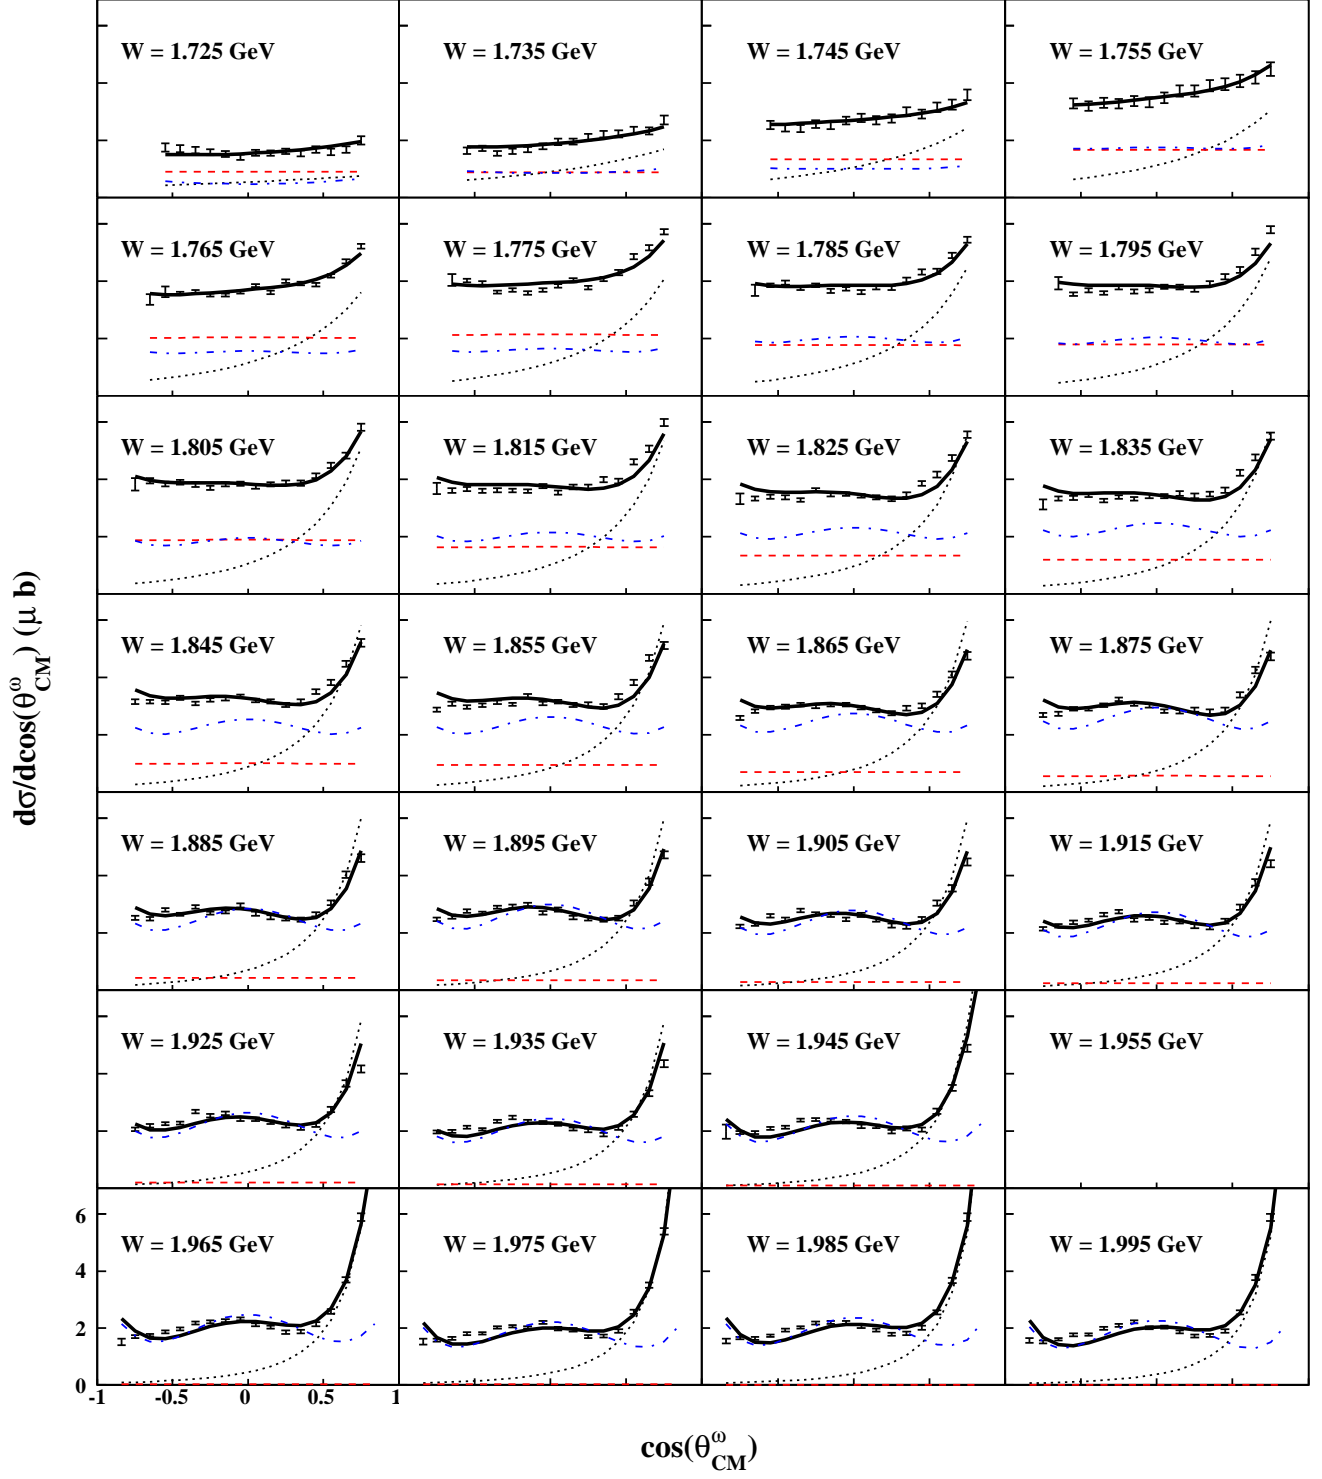 W = 1.725 GeV
W = 1.735 GeV
W = 1.745 GeV
W = 1.755 GeV
W = 1.765 GeV
W = 1.775 GeV
W = 1.785 GeV
W = 1.795 GeV
W = 1.805 GeV
W = 1.815 GeV
W = 1.825 GeV
W = 1.835 GeV
W = 1.845 GeV
W = 1.855 GeV
W = 1.865 GeV
W = 1.875 GeV
W = 1.885 GeV
W = 1.895 GeV
W = 1.905 GeV
W = 1.915 GeV
W = 1.925 GeV
W = 1.935 GeV
W = 1.945 GeV
W = 1.955 GeV
W = 1.965 GeV
W = 1.975 GeV
W = 1.985 GeV
W = 1.995 GeV
dσ/dcos(θ^ω_CM) (μ b)
6
4
2
0
-1
-0.5
0
0.5
1
cos(θ^ω_CM)